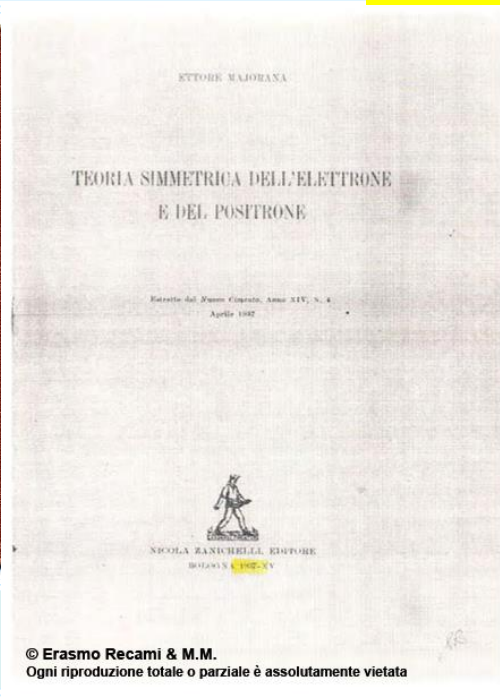 ETTORE MAJORANA
TEORIA SIMMETRICA DELL'ELETTRONE
E DEL POSITRONE
Estratto dal Nuovo Cimento, Anno XIV, N. 4
Aprile 1937
NICOLA ZANICHELLI, EDITORE
BOLOGNA 1937-XV
© Erasmo Recami & M.M.
Ogni riproduzione totale o parziale è assolutamente vietata